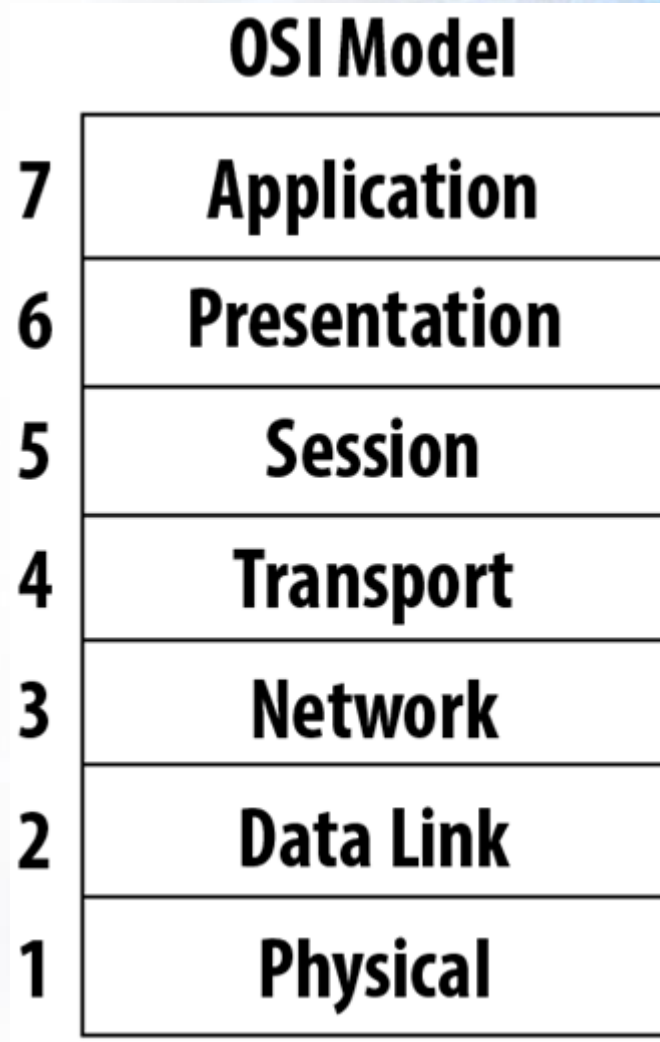 OSI Model
7 Application
6 Presentation
5 Session
4 Transport
3 Network
2 Data Link
1 Physical